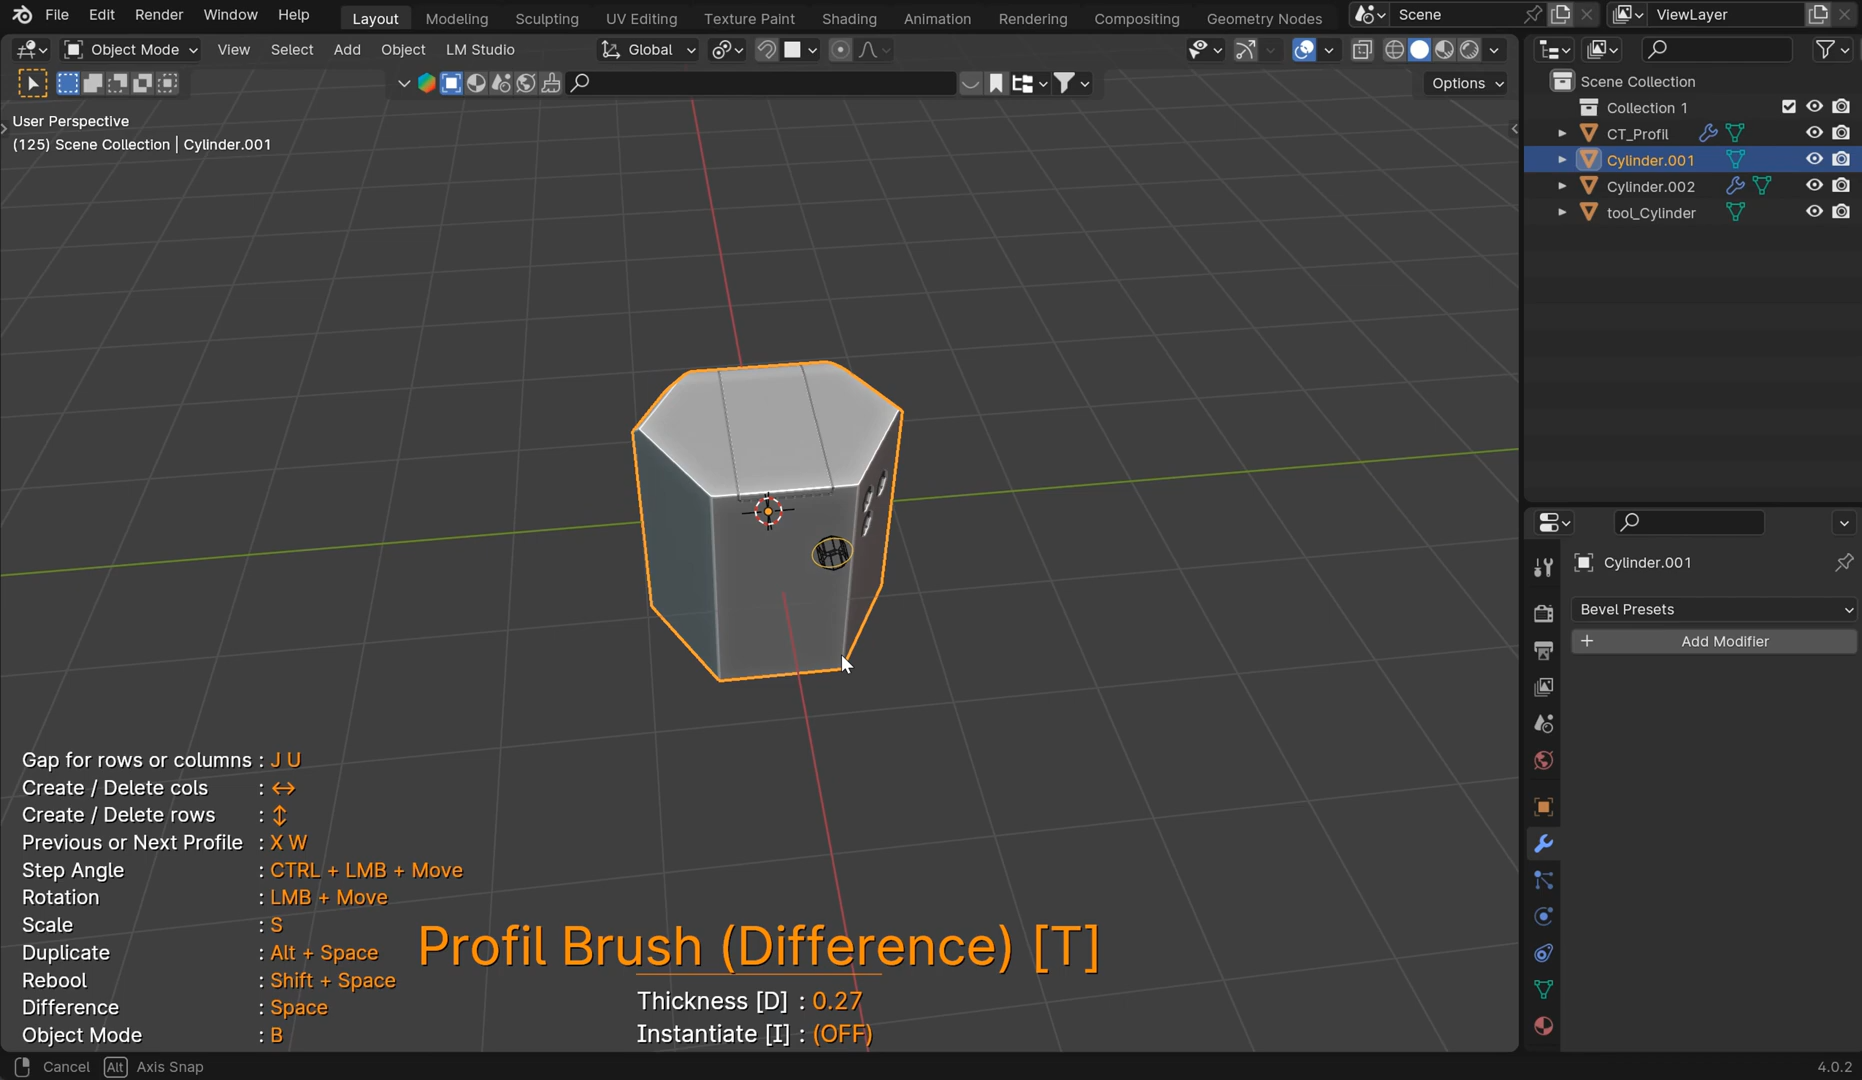 File Edit Render Window Help Layout Modeling Sculpting UV Editing Texture Paint Shading Animation Rendering Compositing Geometry Nodes Scene ViewLayer
Object Mode View Select Add Object LM Studio Global
Options
User Perspective
(125) Scene Collection | Cylinder.001
Scene Collection
Collection 1
CT_Profil
Cylinder.001
Cylinder.002
tool_Cylinder
Cylinder.001
Bevel Presets
+ Add Modifier
Gap for rows or columns : J U
Create / Delete cols : ↔
Create / Delete rows : ↕
Previous or Next Profile : X W
Step Angle : CTRL + LMB + Move
Rotation : LMB + Move
Scale : S
Duplicate : Alt + Space
Rebool : Shift + Space
Difference : Space
Object Mode : B
Profil Brush (Difference) [T]
Thickness [D] : 0.27
Instantiate [I] : (OFF)
Cancel Alt Axis Snap 4.0.2